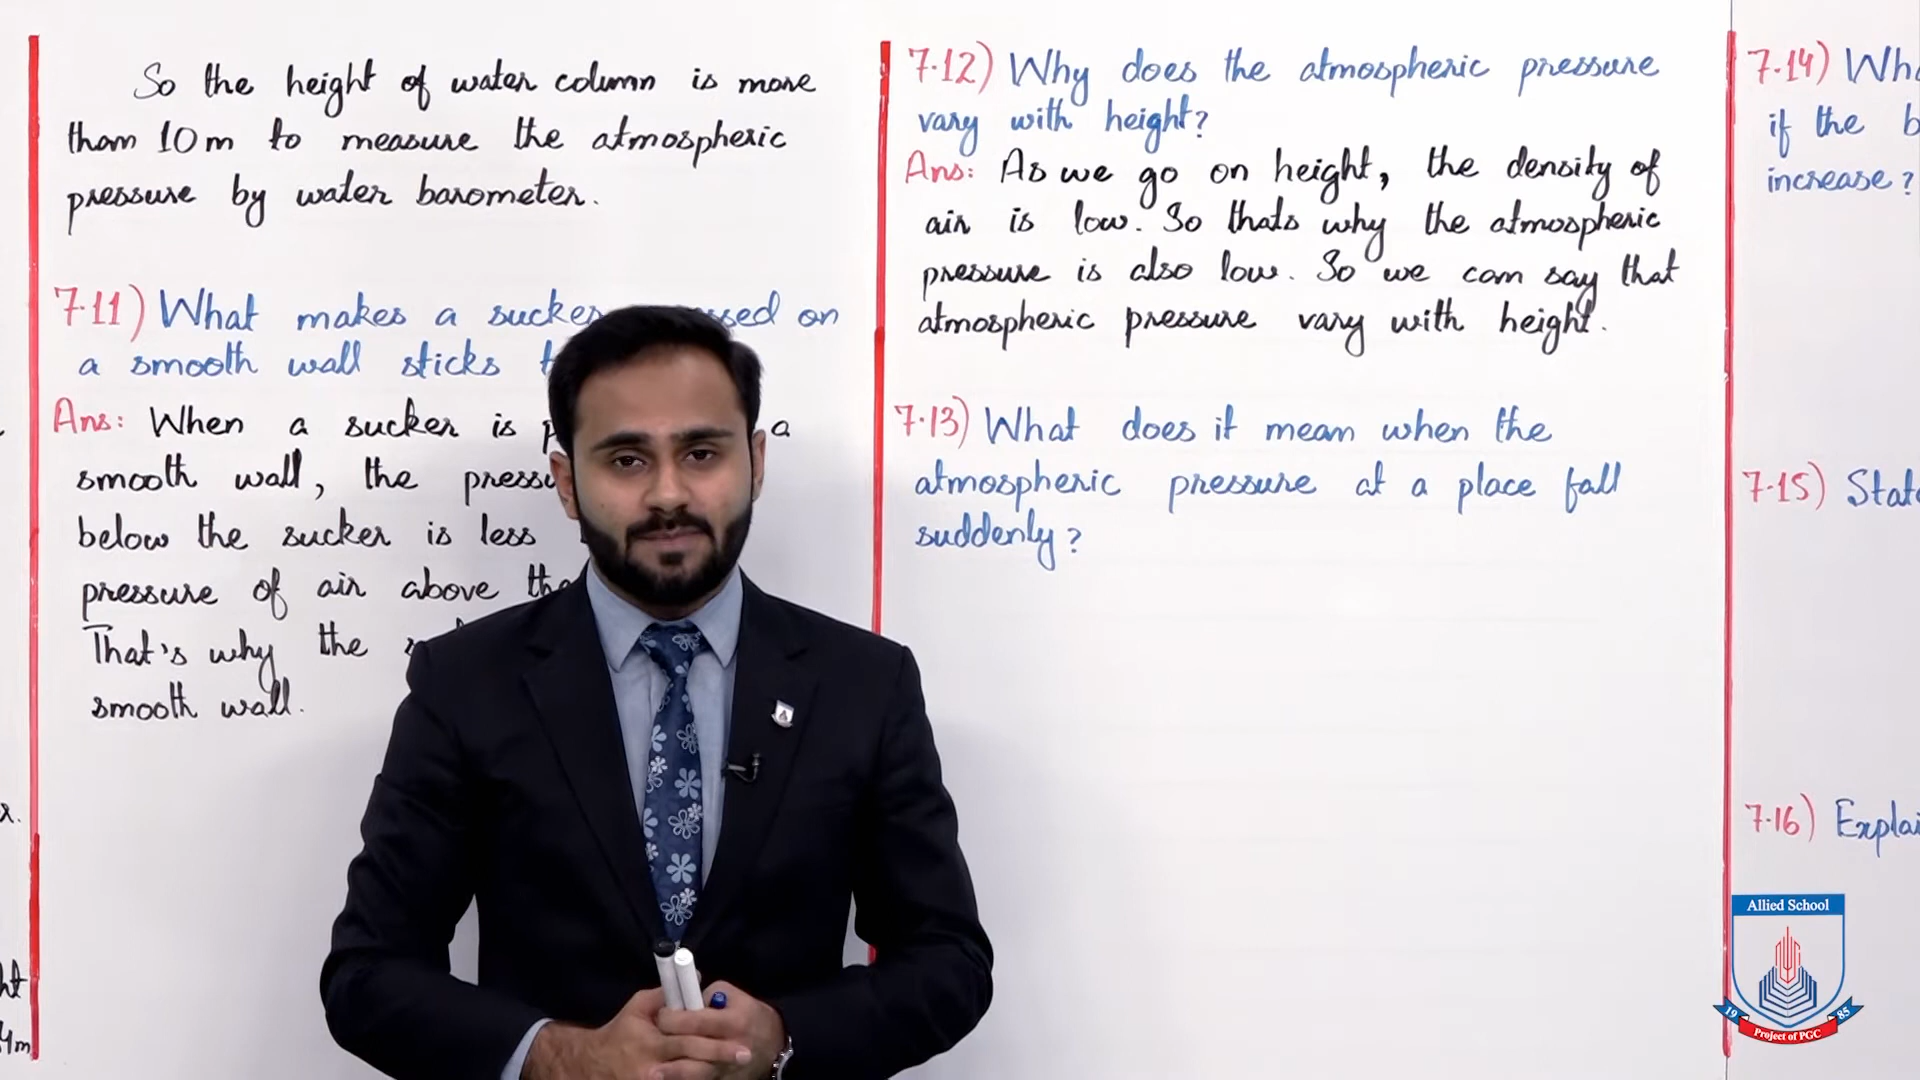 So the height of water column is more
than 10m to measure the atmospheric
pressure by water barometer.
7.11) What makes a sucker on
a smooth wall sticks
Ans: When a sucker is a
smooth wall, the
below the sucker is less
pressure of air above the
That's why the
smooth wall.
7.12) Why does the atmospheric pressure
vary with height?
Ans: As we go on height, the density of
air is low. So thats why the atmospheric
pressure is also low. So we can say that
atmospheric pressure vary with height.
7.13) What does it mean when the
atmospheric pressure at a place fall
suddenly?
7.14)
if the
increase?
7.15)
7.16)
Allied School
19 85
Project of PGC